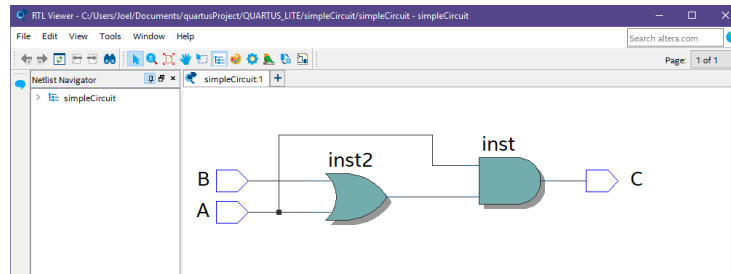 RTL Viewer - C:/Users/Joel/Documents/quartusProject/QUARTUS_LITE/simpleCircuit/simpleCircuit - simpleCircuit
File Edit View Tools Window Help
Search altera.com
Page: 1 of 1
Netlist Navigator
simpleCircuit:1
simpleCircuit
inst
inst2
B
C
A